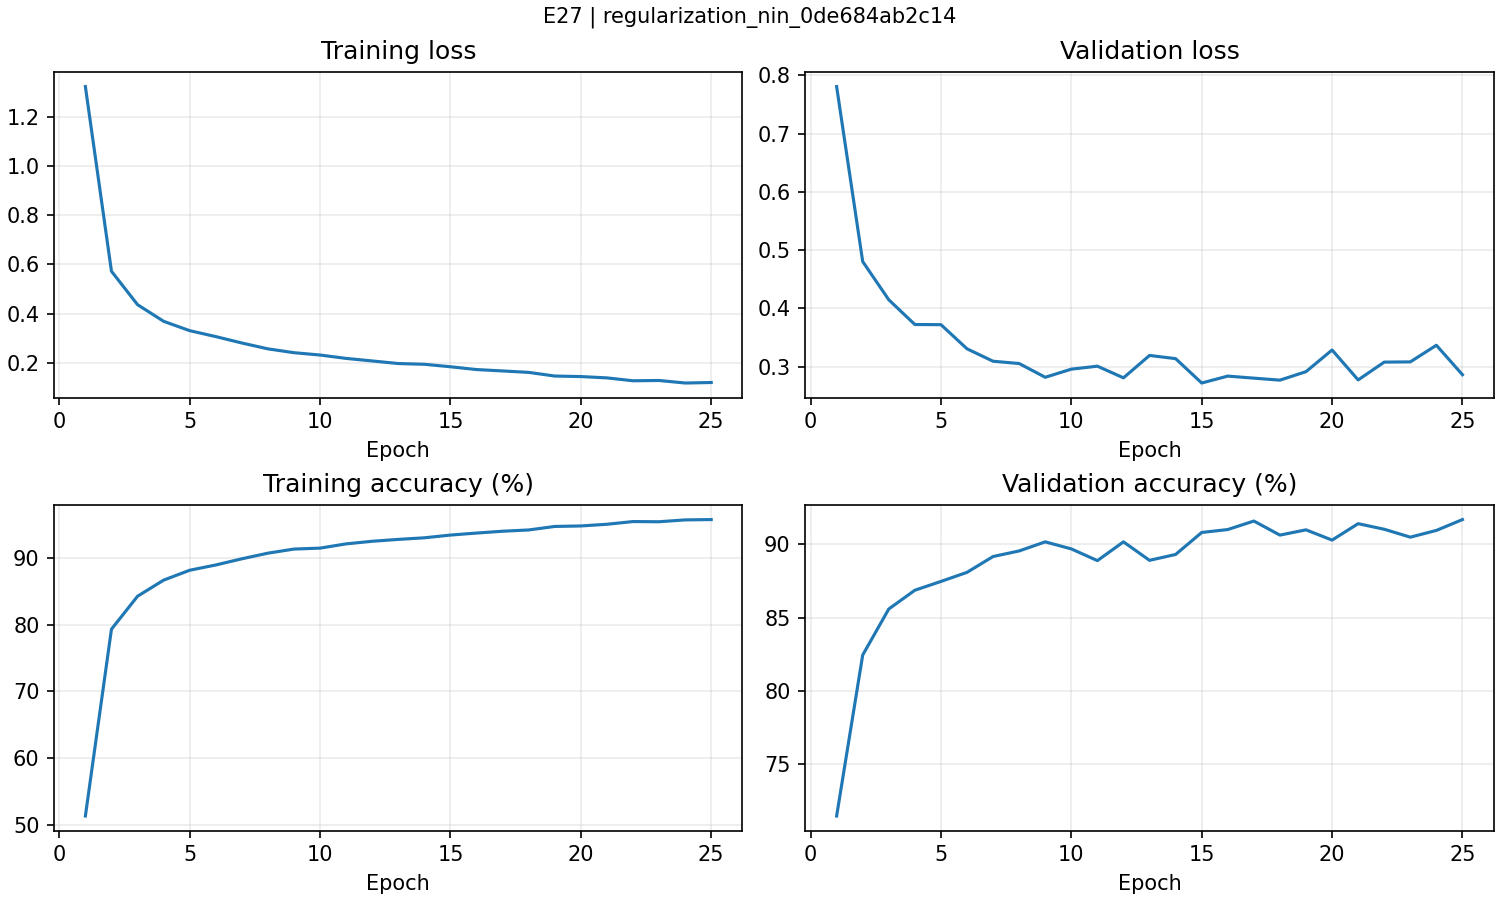 E27 | regularization_nin_0de684ab2c14
Training loss
Validation loss
1.2
1.0
0.8
0.6
0.4
0.2
0 5 10 15 20 25
Epoch
0.8
0.7
0.6
0.5
0.4
0.3
0 5 10 15 20 25
Epoch
Training accuracy (%)
Validation accuracy (%)
90
80
70
60
50
0 5 10 15 20 25
Epoch
90
85
80
75
0 5 10 15 20 25
Epoch